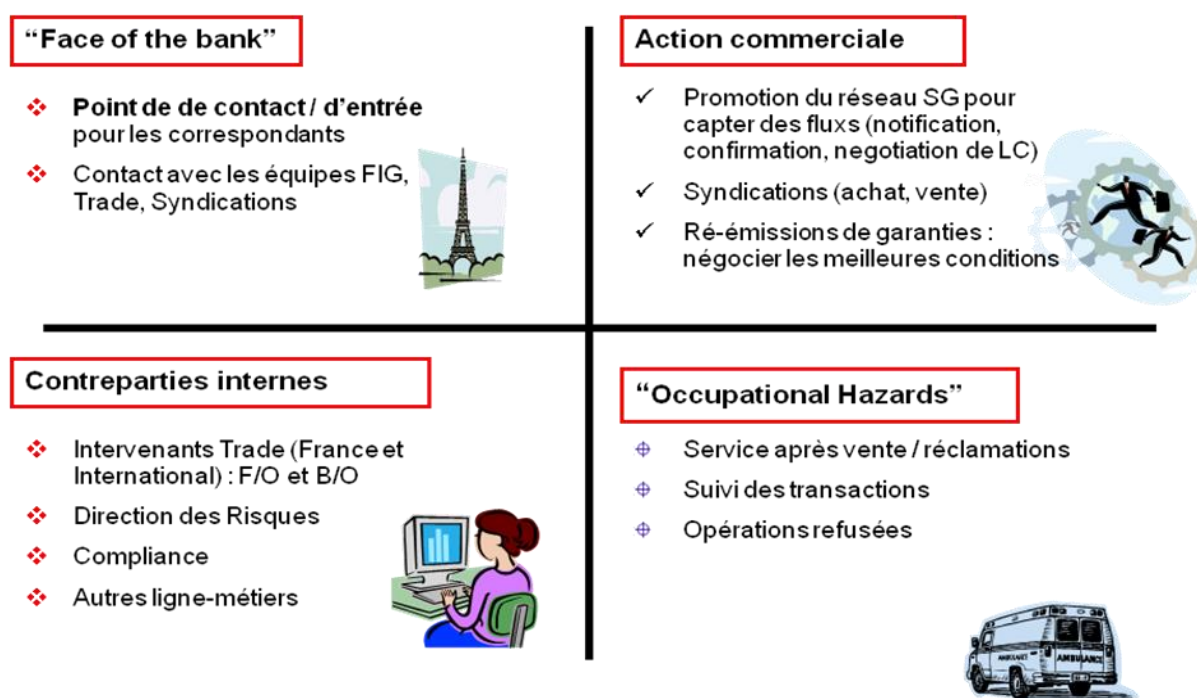 “Face of the bank”
Point de de contact / d’entrée
pour les correspondants
Contact avec les équipes FIG,
Trade, Syndications
Action commerciale
Promotion du réseau SG pour
capter des fluxs (notification,
confirmation, negotiation de LC)
Syndications (achat, vente)
Ré-émissions de garanties :
négocier les meilleures conditions
Contreparties internes
Intervenants Trade (France et
International) : F/O et B/O
Direction des Risques
Compliance
Autres ligne-métiers
“Occupational Hazards”
Service après vente / réclamations
Suivi des transactions
Opérations refusées
AMBULANCE
AMBULANCE